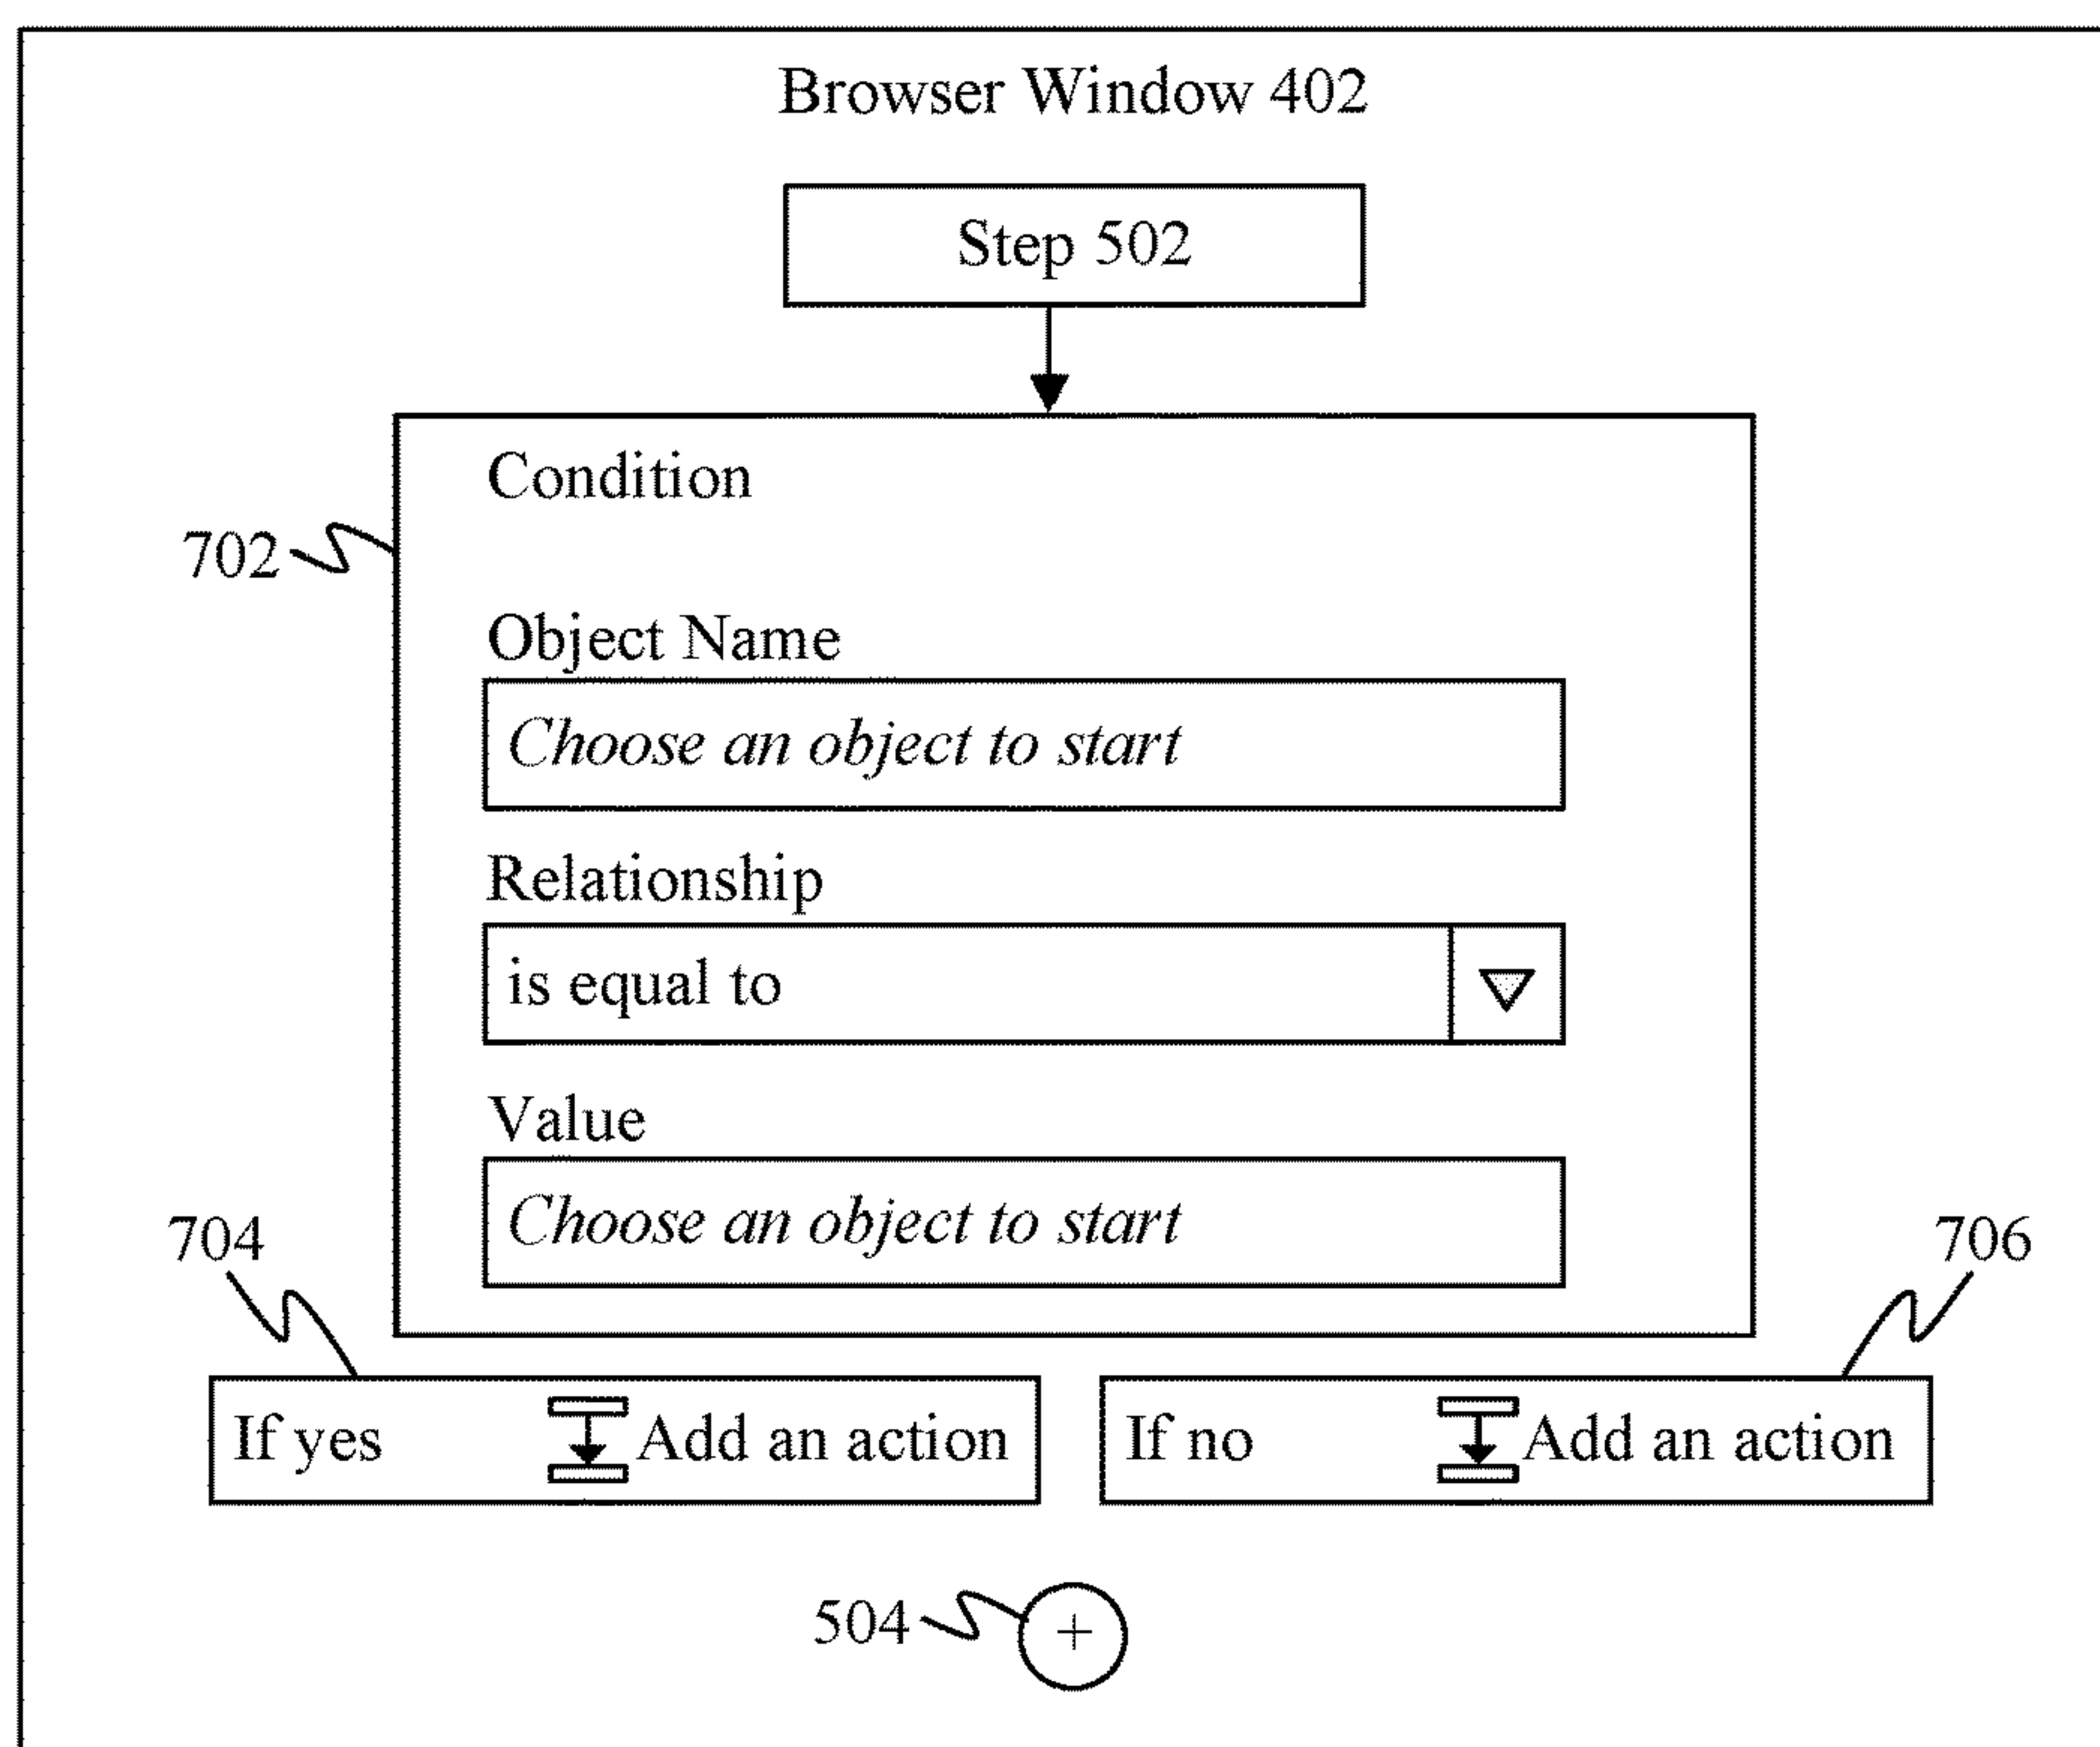 Browser Window 402
Step 502
Condition
702
Object Name
Choose an object to start
Relationship
is equal to
Value
Choose an object to start
704
706
If yes Add an action
If no Add an action
504 +